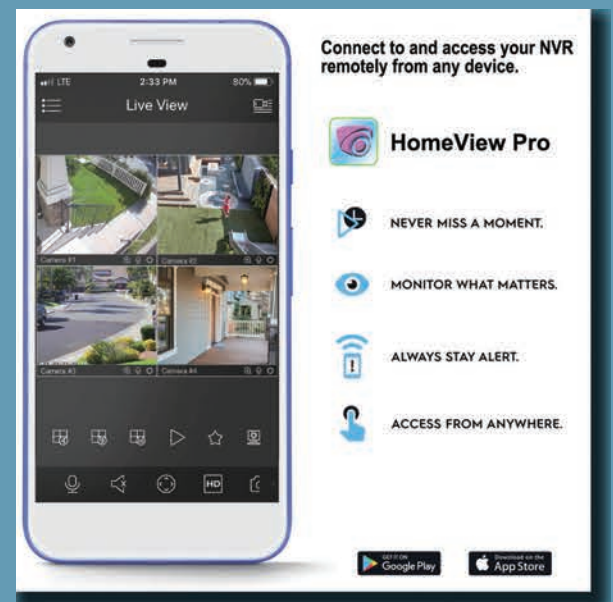 Connect to and access your NVR
remotely from any device.
LTE 2:33 PM 80%
Live View
HomeView Pro
Camera #1
Camera #2
Camera #3
Camera #4
NEVER MISS A MOMENT.
MONITOR WHAT MATTERS.
ALWAYS STAY ALERT.
ACCESS FROM ANYWHERE.
HD
GET IT ON
Google Play
Download on the
App Store